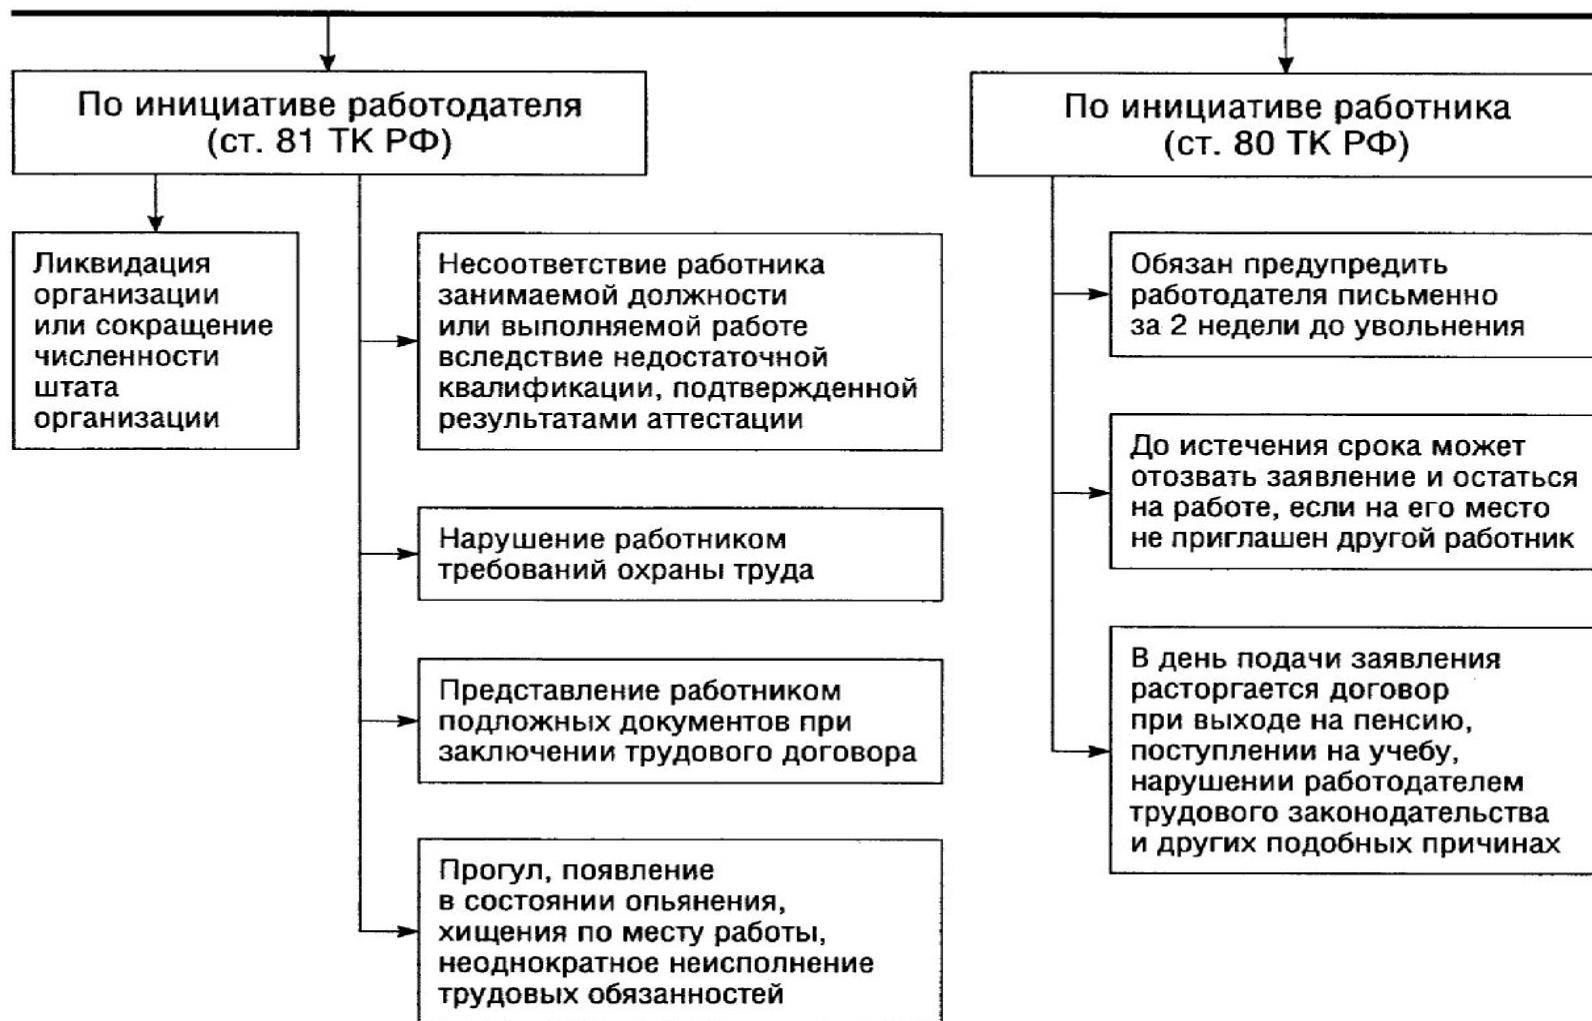 По инициативе работодателя
(ст. 81 ТК РФ)
Ликвидация
организации
или сокращение
численности
штата
организации
Несоответствие работника
занимаемой должности
или выполняемой работе
вследствие недостаточной
квалификации, подтвержденной
результатами аттестации
Нарушение работником
требований охраны труда
Представление работником
подложных документов при
заключении трудового договора
Прогул, появление
в состоянии опьянения,
хищения по месту работы,
неоднократное неисполнение
трудовых обязанностей
По инициативе работника
(ст. 80 ТК РФ)
Обязан предупредить
работодателя письменно
за 2 недели до увольнения
До истечения срока может
отозвать заявление и остаться
на работе, если на его место
не приглашен другой работник
В день подачи заявления
расторгается договор
при выходе на пенсию,
поступлении на учебу,
нарушении работодателем
трудового законодательства
и других подобных причинах